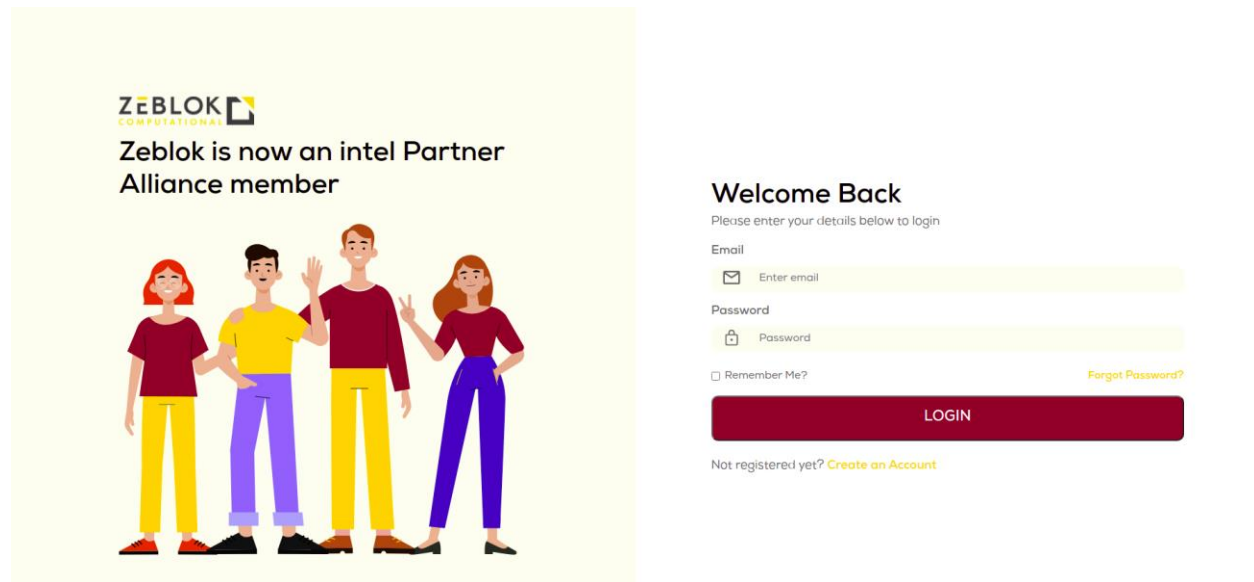 ZEBLOK
COMPUTATIONAL
Zeblok is now an intel Partner
Alliance member
Welcome Back
Please enter your details below to login
Email
Enter email
Password
Password
Remember Me?
Forgot Password?
LOGIN
Not registered yet? Create an Account